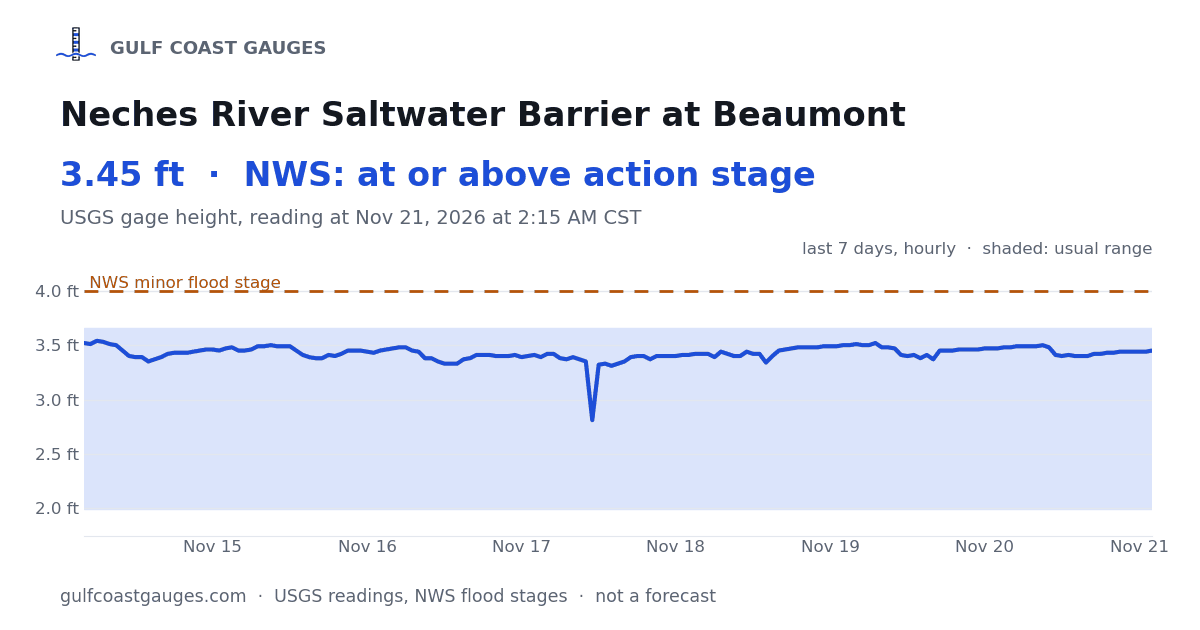 GULF COAST GAUGES
Neches River Saltwater Barrier at Beaumont
3.45 ft · NWS: at or above action stage
USGS gage height, reading at Nov 21, 2026 at 2:15 AM CST
last 7 days, hourly · shaded: usual range
NWS minor flood stage
4.0 ft
3.5 ft
3.0 ft
2.5 ft
2.0 ft
Nov 15 Nov 16 Nov 17 Nov 18 Nov 19 Nov 20 Nov 21
gulfcoastgauges.com · USGS readings, NWS flood stages · not a forecast